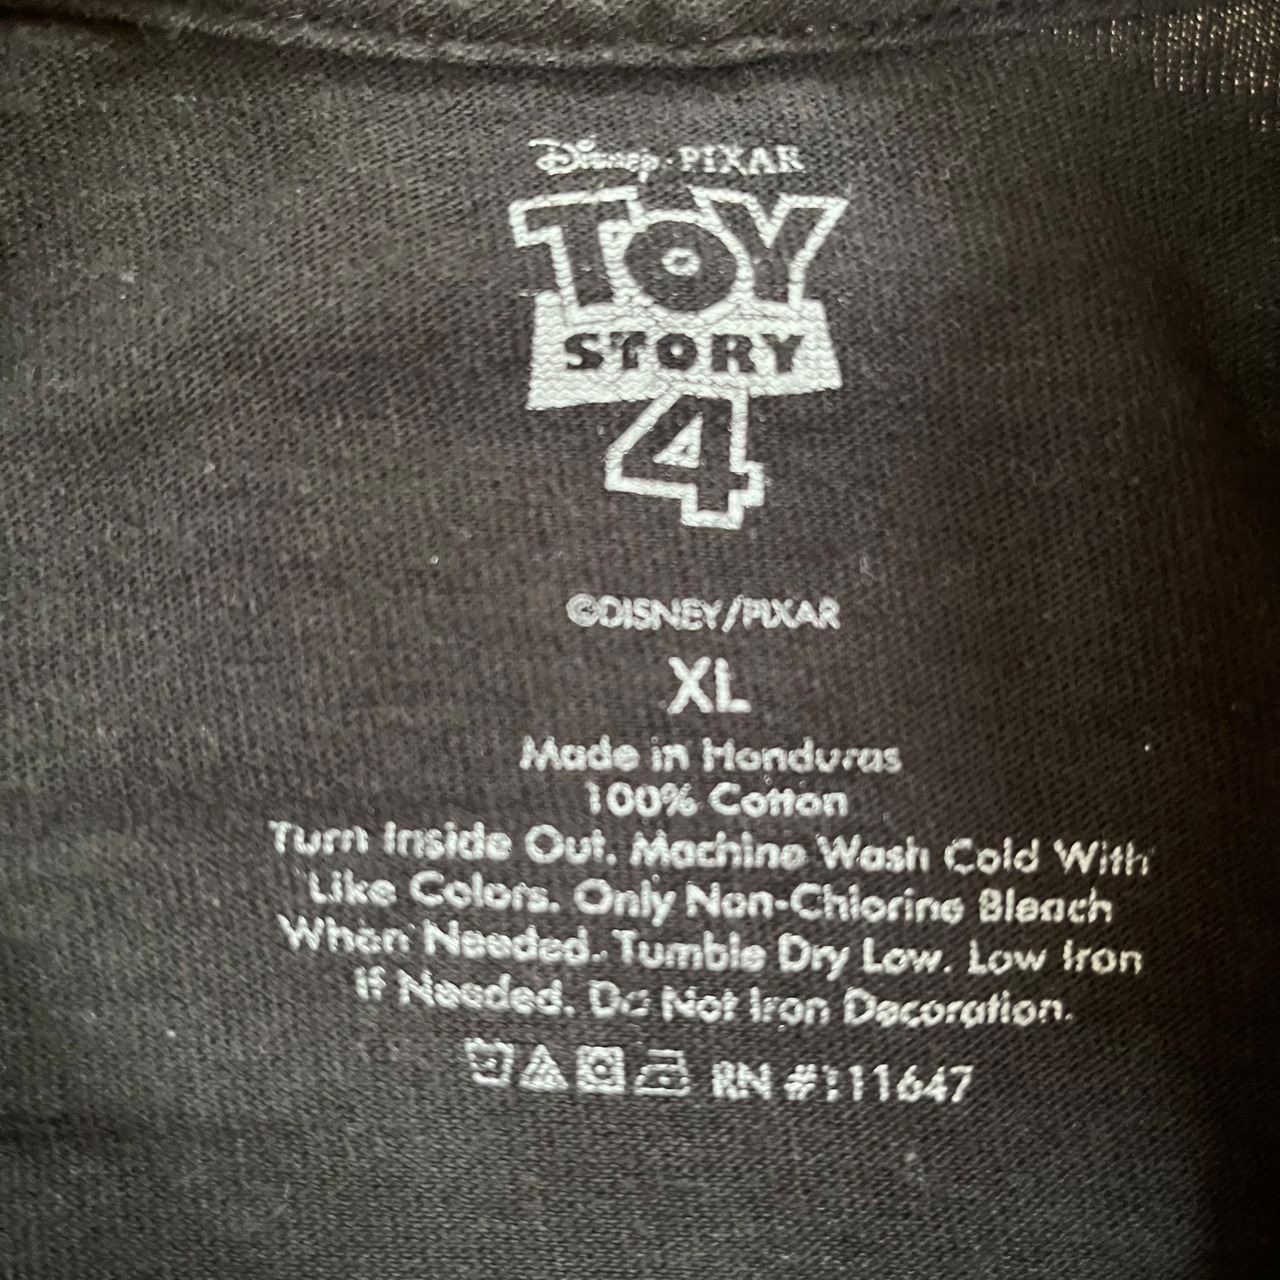 Disney·PIXAR
TOY
STORY
4
©DISNEY/PIXAR
XL
Made in Honduras
100% Cotton
Turn Inside Out. Machine Wash Cold With
Like Colors. Only Non-Chlorine Bleach
When Needed. Tumble Dry Low. Low Iron
If Needed. Do Not Iron Decoration.
RN #111647